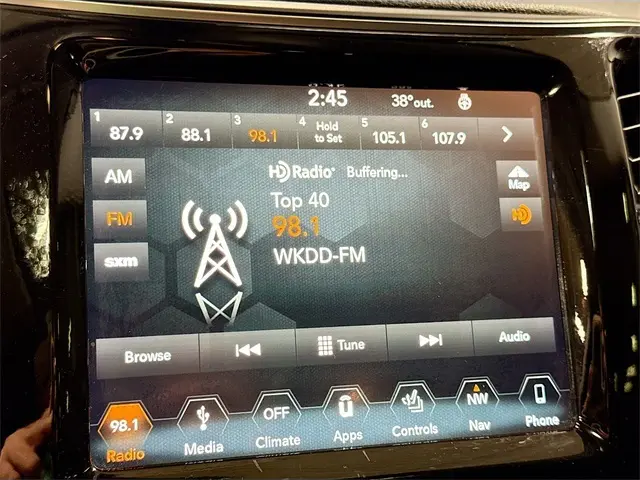 2:45 38°out.
1 87.9 2 88.1 3 98.1 4 Hold to Set 5 105.1 6 107.9
AM HD Radio Buffering... Map
Top 40
FM 98.1 HD
sxm WKDD-FM
Browse Tune Audio
98.1 OFF NW
Radio Media Climate Apps Controls Nav Phone